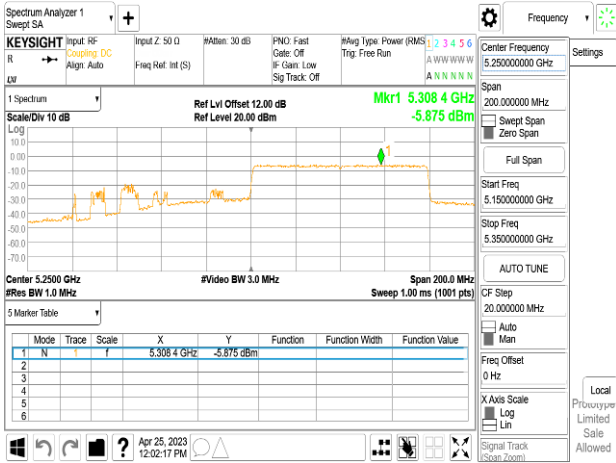 Spectrum Analyzer 1
Swept SA
+
Frequency
KEYSIGHT
R
Input: RF
Coupling: DC
Align: Auto
Input Z: 50 Ω
Freq Ref: Int (S)
#Atten: 30 dB
PNO: Fast
Gate: Off
IF Gain: Low
Sig Track: Off
#Avg Type: Power (RMS
Trig: Free Run
1 2 3 4 5 6
A W W W W W
A N N N N N
1 Spectrum
Scale/Div 10 dB
Ref Lvl Offset 12.00 dB
Ref Level 20.00 dBm
Mkr1 5.308 4 GHz
-5.875 dBm
Log
10.0
0.00
-10.0
-20.0
-30.0
-40.0
-50.0
-60.0
-70.0
1
Center 5.2500 GHz
#Res BW 1.0 MHz
#Video BW 3.0 MHz
Span 200.0 MHz
Sweep 1.00 ms (1001 pts)
5 Marker Table
Mode Trace Scale X Y Function Function Width Function Value
1 N 1 f 5.308 4 GHz -5.875 dBm
2
3
4
5
6
?
Apr 25, 2023
12:02:17 PM
Center Frequency
5.250000000 GHz
Span
200.000000 MHz
Swept Span
Zero Span
Full Span
Start Freq
5.150000000 GHz
Stop Freq
5.350000000 GHz
AUTO TUNE
CF Step
20.000000 MHz
Auto
Man
Freq Offset
0 Hz
X Axis Scale
Log
Lin
Signal Track
(Span Zoom)
Settings
Local
Prototype
Limited
Sale
Allowed